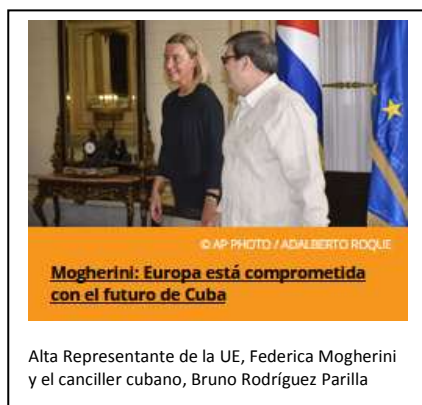 © AP PHOTO / ADALBERTO ROQUE
Mogherini: Europa está comprometida
con el futuro de Cuba
Alta Representante de la UE, Federica Mogherini
y el canciller cubano, Bruno Rodríguez Parilla